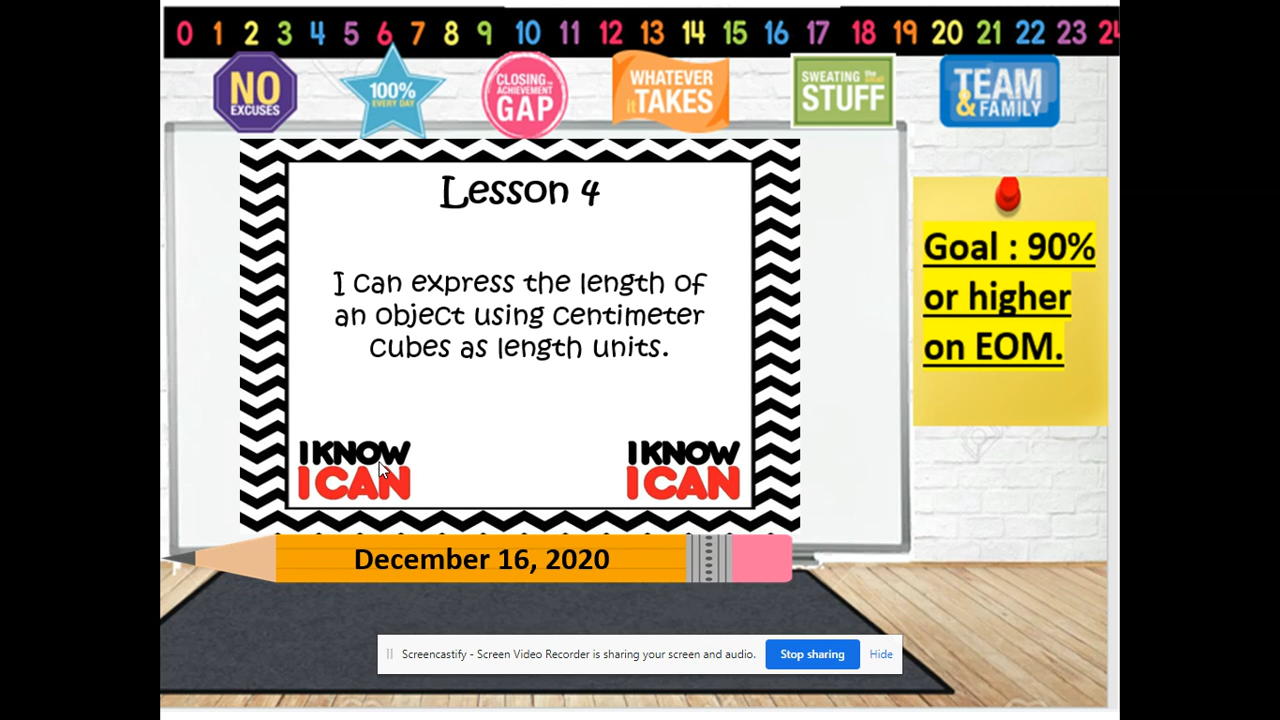 0 1 2 3 4 5 6 7 8 9 10 11 12 13 14 15 16 17 18 19 20 21 22 23 24
NO
EXCUSES
100%
EVERY DAY
CLOSING THE
ACHIEVEMENT
GAP
WHATEVER
it TAKES
SWEATING the small
STUFF
TEAM
& FAMILY
Lesson 4
I can express the length of
an object using centimeter
cubes as length units.
I KNOW
I CAN
I KNOW
I CAN
Goal : 90%
or higher
on EOM.
December 16, 2020
Screencastify - Screen Video Recorder is sharing your screen and audio.
Stop sharing
Hide